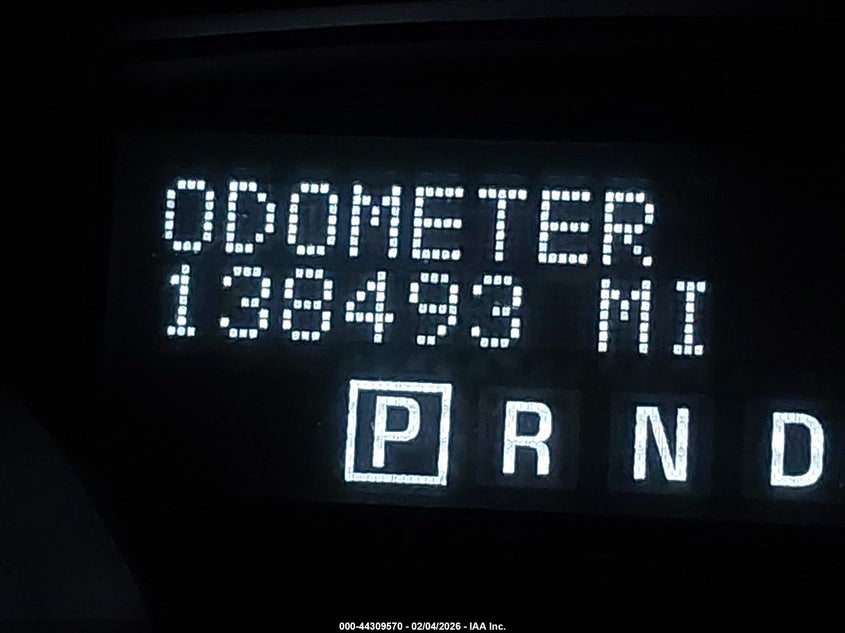 ODOMETER
138493 MI
P R N D
000-44309570 - 02/04/2026 - IAA Inc.